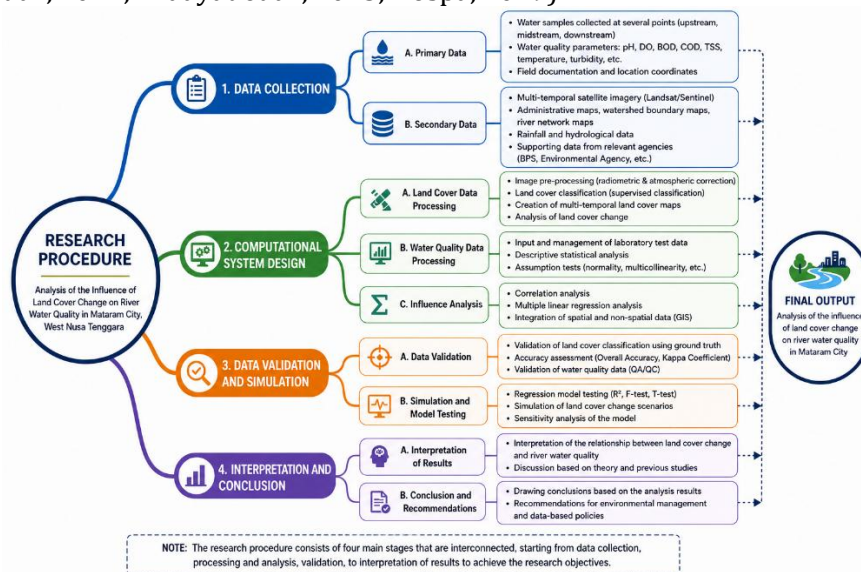 RESEARCH
PROCEDURE
Analysis of the Influence of
Land Cover Change on River
Water Quality in Mataram City,
West Nusa Tenggara
1. DATA COLLECTION
A. Primary Data
• Water samples collected at several points (upstream,
midstream, downstream)
• Water quality parameters: pH, DO, BOD, COD, TSS,
temperature, turbidity, etc.
• Field documentation and location coordinates
B. Secondary Data
• Multi-temporal satellite imagery (Landsat/Sentinel)
• Administrative maps, watershed boundary maps,
river network maps
• Rainfall and hydrological data
• Supporting data from relevant agencies
(BPS, Environmental Agency, etc.)
2. COMPUTATIONAL
SYSTEM DESIGN
A. Land Cover Data
Processing
• Image pre-processing (radiometric & atmospheric correction)
• Land cover classification (supervised classification)
• Creation of multi-temporal land cover maps
• Analysis of land cover change
B. Water Quality Data
Processing
• Input and management of laboratory test data
• Descriptive statistical analysis
• Assumption tests (normality, multicollinearity, etc.)
Σ
C. Influence Analysis
• Correlation analysis
• Multiple linear regression analysis
• Integration of spatial and non-spatial data (GIS)
3. DATA VALIDATION
AND SIMULATION
A. Data Validation
• Validation of land cover classification using ground truth
• Accuracy assessment (Overall Accuracy, Kappa Coefficient)
• Validation of water quality data (QA/QC)
B. Simulation and
Model Testing
• Regression model testing (R², F-test, T-test)
• Simulation of land cover change scenarios
• Sensitivity analysis of the model
4. INTERPRETATION AND
CONCLUSION
A. Interpretation
of Results
• Interpretation of the relationship between land cover change
and river water quality
• Discussion based on theory and previous studies
B. Conclusion and
Recommendations
• Drawing conclusions based on the analysis results
• Recommendations for environmental management
and data-based policies
FINAL OUTPUT
Analysis of the influence
of land cover change
on river water quality
in Mataram City
NOTE: The research procedure consists of four main stages that are interconnected, starting from data collection,
processing and analysis, validation, to interpretation of results to achieve the research objectives.